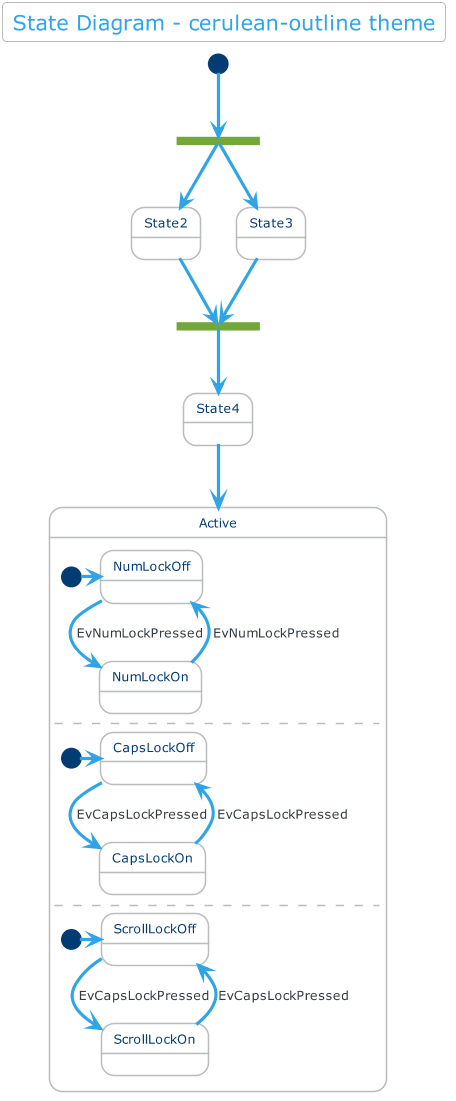 State Diagram - cerulean-outline theme
State2
State3
State4
Active
NumLockOff
EvNumLockPressed
EvNumLockPressed
NumLockOn
CapsLockOff
EvCapsLockPressed
EvCapsLockPressed
CapsLockOn
ScrollLockOff
EvCapsLockPressed
EvCapsLockPressed
ScrollLockOn